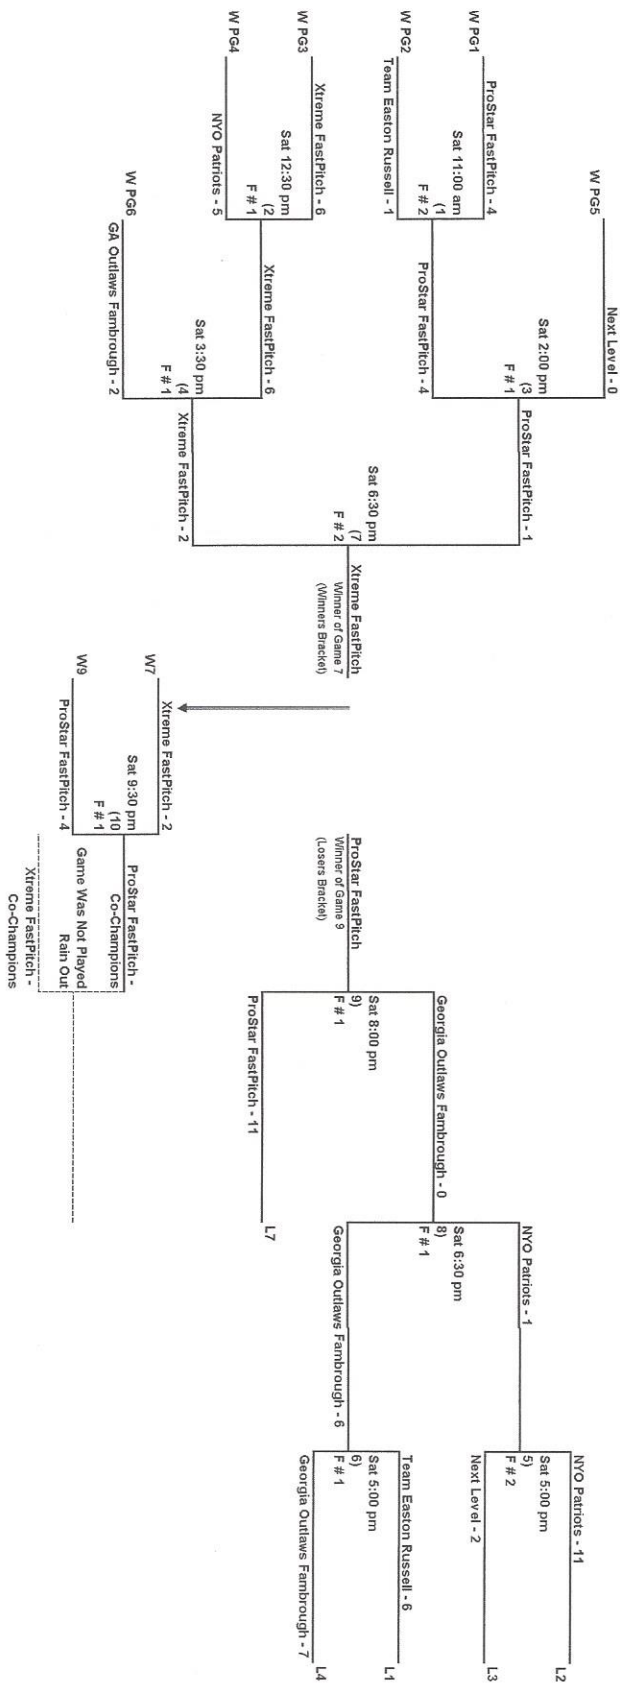 W PG5
Next Level - 0
Sat 2:00 pm
(3
F # 1
ProStar FastPitch - 1
W PG1
ProStar FastPitch - 4
Sat 11:00 am
(1
F # 2
ProStar FastPitch - 4
W PG2
Team Easton Russell - 1
Sat 6:30 pm
(7
F # 2
Xtreme FastPitch
Winner of Game 7
(Winners Bracket)
W PG3
Xtreme FastPitch - 6
Sat 12:30 pm
(2
F # 1
Xtreme FastPitch - 6
W PG4
NYO Patriots - 5
Sat 3:30 pm
(4
F # 1
Xtreme FastPitch - 2
W PG6
GA Outlaws Fambrough - 2
NYO Patriots - 11
L2
Sat 5:00 pm
5)
F # 2
NYO Patriots - 1
Next Level - 2
L3
Sat 6:30 pm
8)
F # 1
Georgia Outlaws Fambrough - 0
Team Easton Russell - 6
L1
Sat 5:00 pm
6)
F # 1
Georgia Outlaws Fambrough - 6
Georgia Outlaws Fambrough - 7
L4
Sat 8:00 pm
9)
F # 1
ProStar FastPitch
Winner of Game 9
(Losers Bracket)
ProStar FastPitch - 11
L7
W7
Xtreme FastPitch - 2
Sat 9:30 pm
(10
F # 1
ProStar FastPitch -
Co-Champions
W9
ProStar FastPitch - 4
Game Was Not Played
Rain Out
Xtreme FastPitch -
Co-Champions